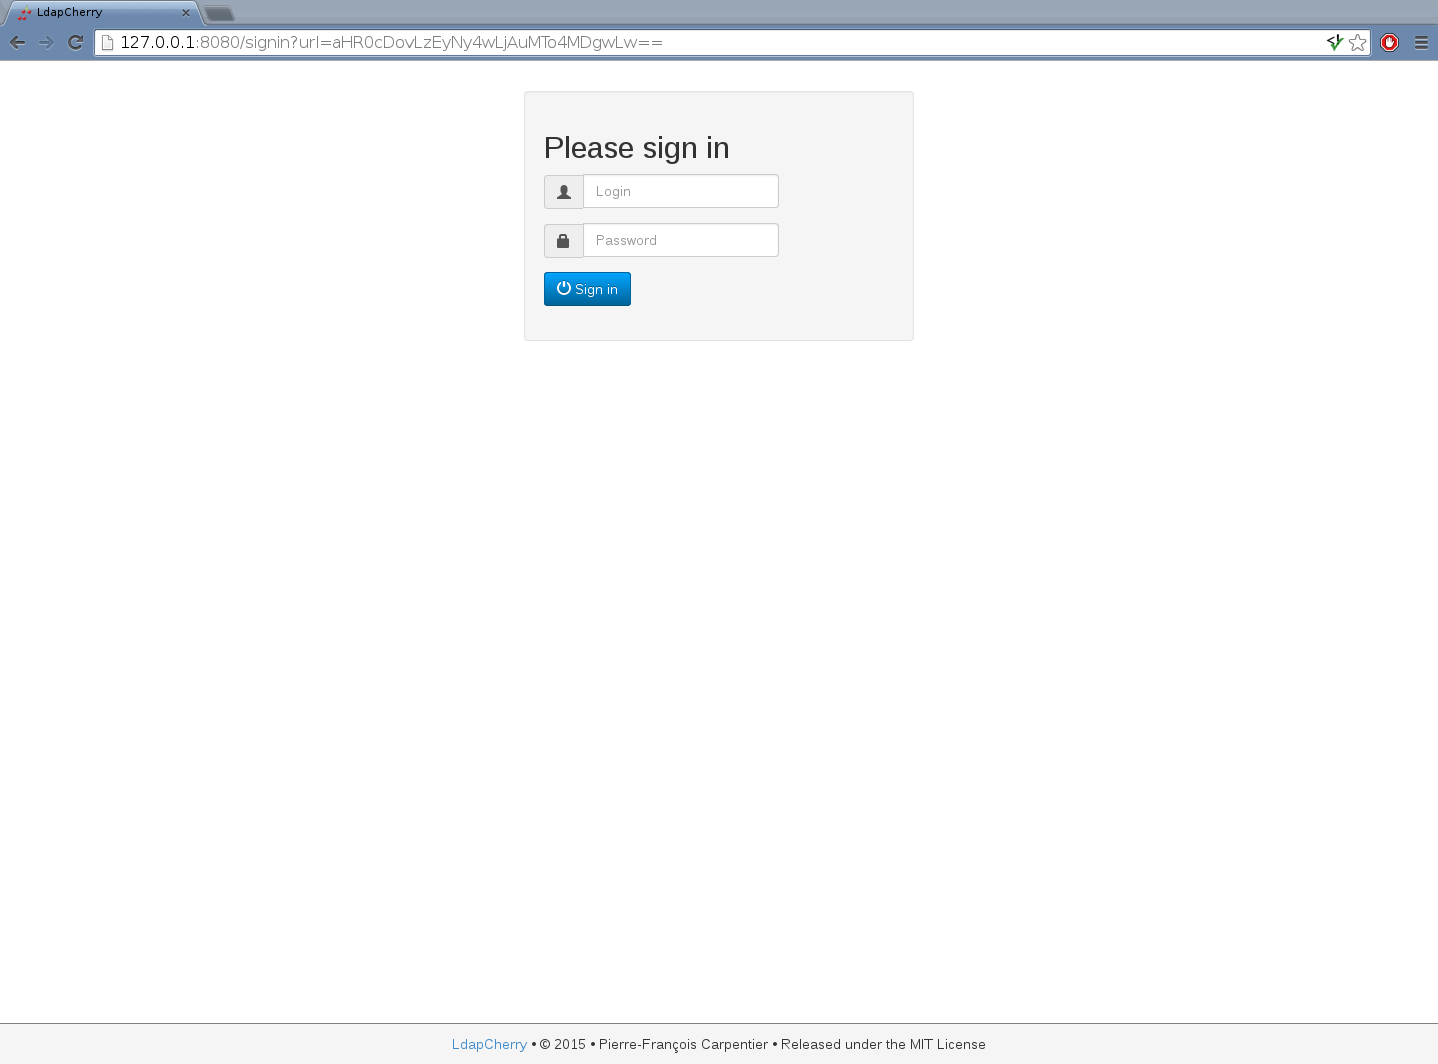 LdapCherry
127.0.0.1:8080/signin?url=aHR0cDovLzEyNy4wLjAuMTo4MDgwLw==
Please sign in
Login
Password
Sign in
LdapCherry • © 2015 • Pierre-François Carpentier • Released under the MIT License